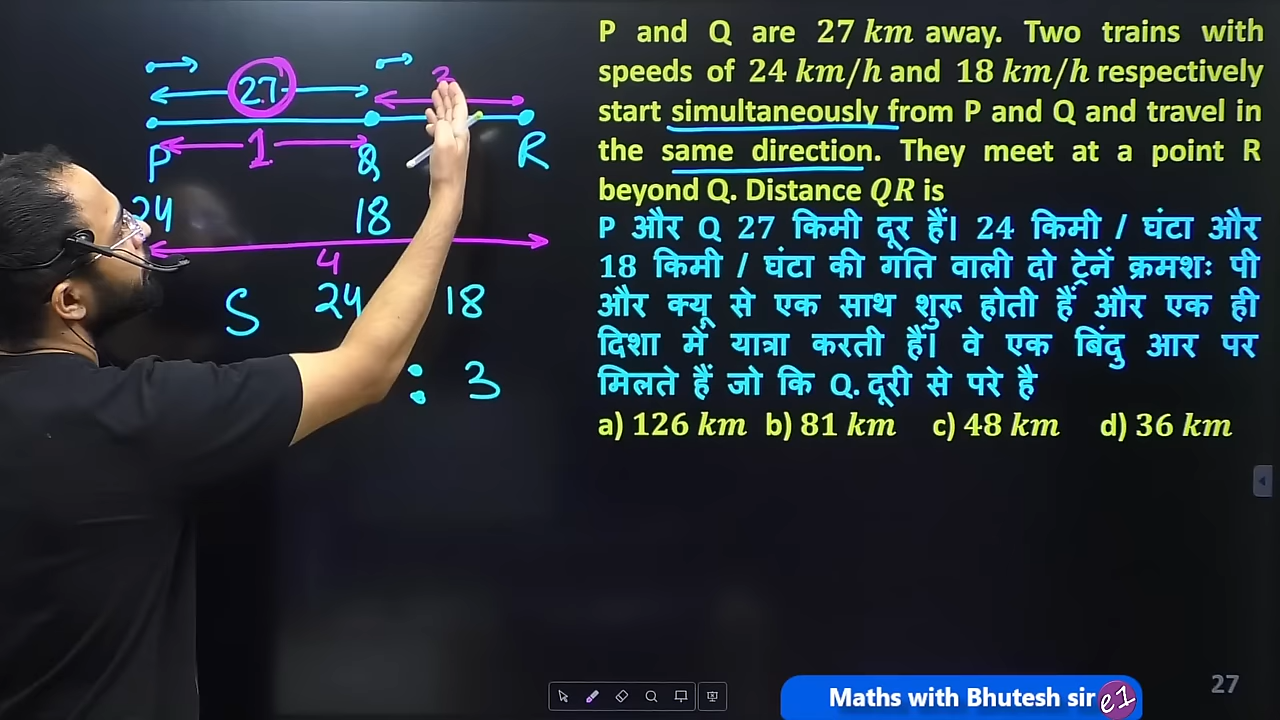 P and Q are 27 km away. Two trains with
speeds of 24 km/h and 18 km/h respectively
start simultaneously from P and Q and travel in
the same direction. They meet at a point R
beyond Q. Distance QR is
P और Q 27 किमी दूर हैं। 24 किमी / घंटा और
18 किमी / घंटा की गति वाली दो ट्रेनें क्रमशः पी
और क्यू से एक साथ शुरू होती हैं और एक ही
दिशा में यात्रा करती हैं। वे एक बिंदु आर पर
मिलते हैं जो कि Q. दूरी से परे है
a) 126 km b) 81 km c) 48 km d) 36 km
27
P 1 Q R
24 18
4
S 24 18
: 3
27
Maths with Bhutesh sir e1